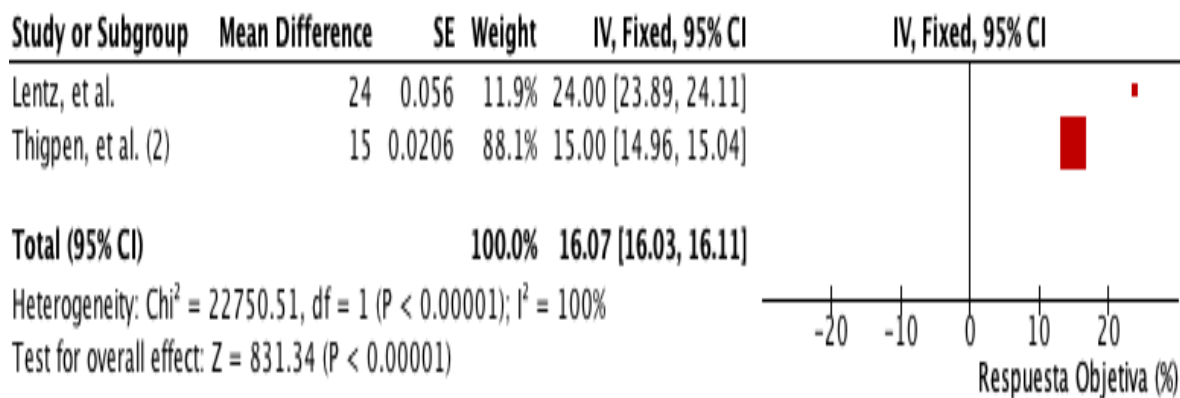 Study or Subgroup Mean Difference SE Weight IV, Fixed, 95% CI IV, Fixed, 95% CI
Lentz, et al. 24 0.056 11.9% 24.00 [23.89, 24.11]
Thigpen, et al. (2) 15 0.0206 88.1% 15.00 [14.96, 15.04]
Total (95% CI) 100.0% 16.07 [16.03, 16.11]
Heterogeneity: Chi² = 22750.51, df = 1 (P < 0.00001); I² = 100%
Test for overall effect: Z = 831.34 (P < 0.00001)
-20 -10 0 10 20
Respuesta Objetiva (%)